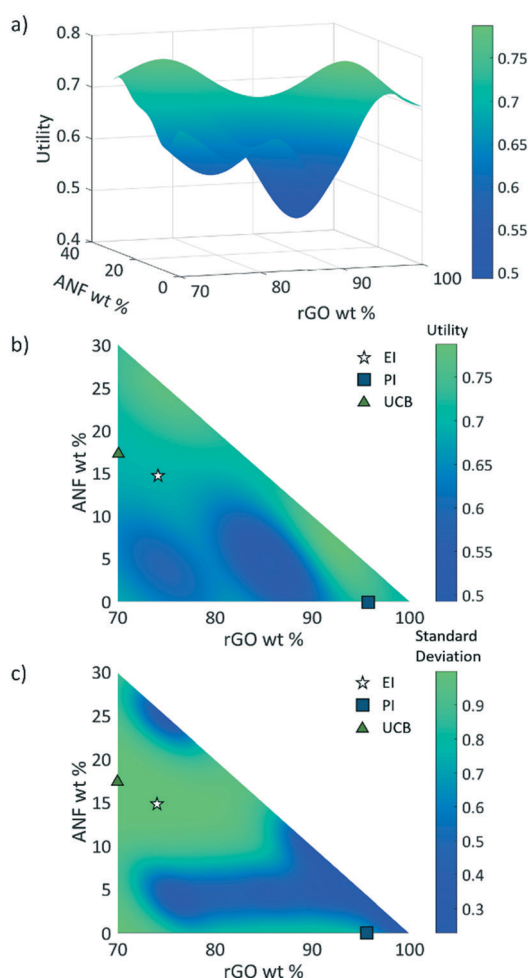 a)
0.8
0.7
0.6
0.5
0.4
Utility
40
20
0
ANF wt %
70
80
90
100
rGO wt %
0.75
0.7
0.65
0.6
0.55
0.5
b)
30
25
20
15
10
5
0
ANF wt %
70
80
90
100
rGO wt %
EI
PI
UCB
Utility
0.75
0.7
0.65
0.6
0.55
0.5
c)
30
25
20
15
10
5
0
ANF wt %
70
80
90
100
rGO wt %
EI
PI
UCB
Standard
Deviation
0.9
0.8
0.7
0.6
0.5
0.4
0.3